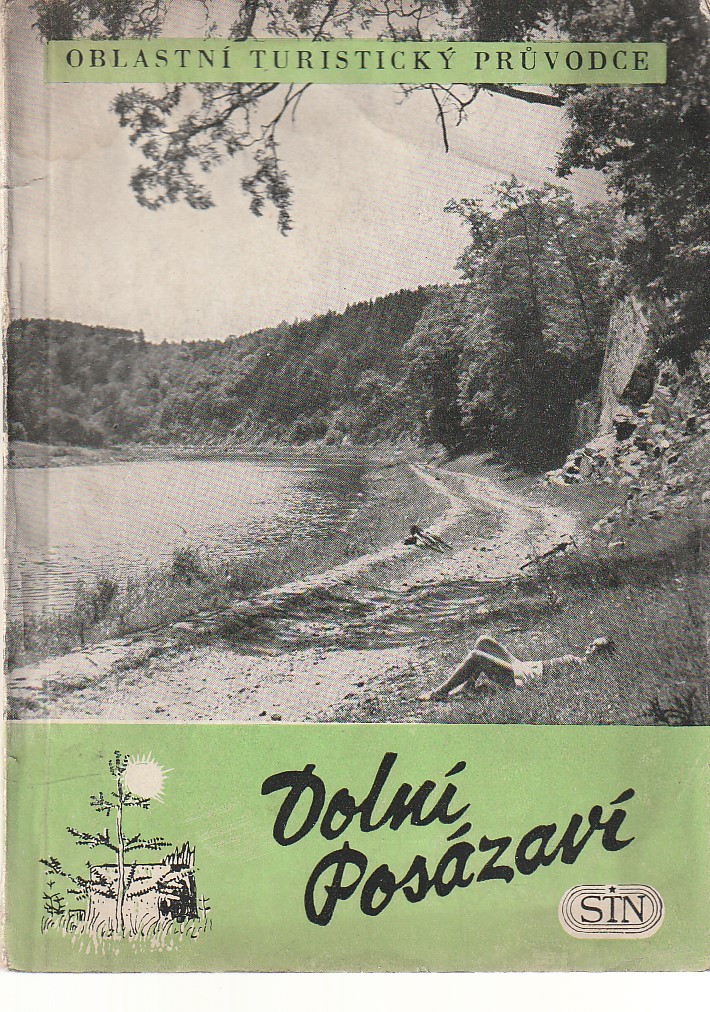 OBLASTNÍ TURISTICKÝ PRŮVODCE
Dolní
Posázaví
STN